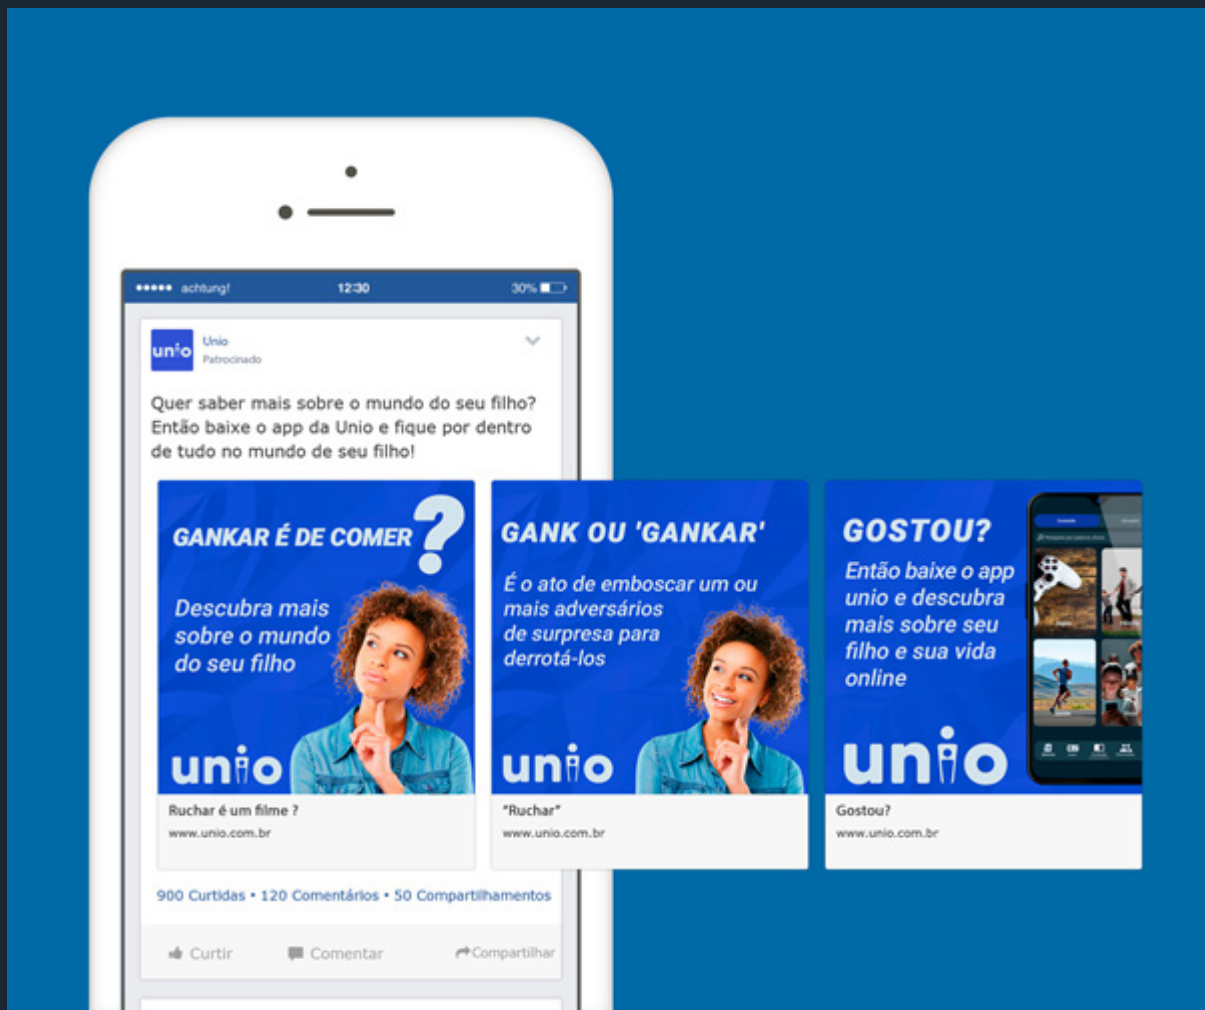 achtung! 12:30 30%
unio
Unio
Patrocinado
Quer saber mais sobre o mundo do seu filho?
Então baixe o app da Unio e fique por dentro
de tudo no mundo de seu filho!
GANKAR É DE COMER ?
Descubra mais
sobre o mundo
do seu filho
unio
Ruchar é um filme ?
www.unio.com.br
GANK OU 'GANKAR'
É o ato de emboscar um ou
mais adversários
de surpresa para
derrotá-los
unio
"Ruchar"
www.unio.com.br
GOSTOU?
Então baixe o app
unio e descubra
mais sobre seu
filho e sua vida
online
unio
Gostou?
www.unio.com.br
900 Curtidas • 120 Comentários • 50 Compartilhamentos
Curtir Comentar Compartilhar